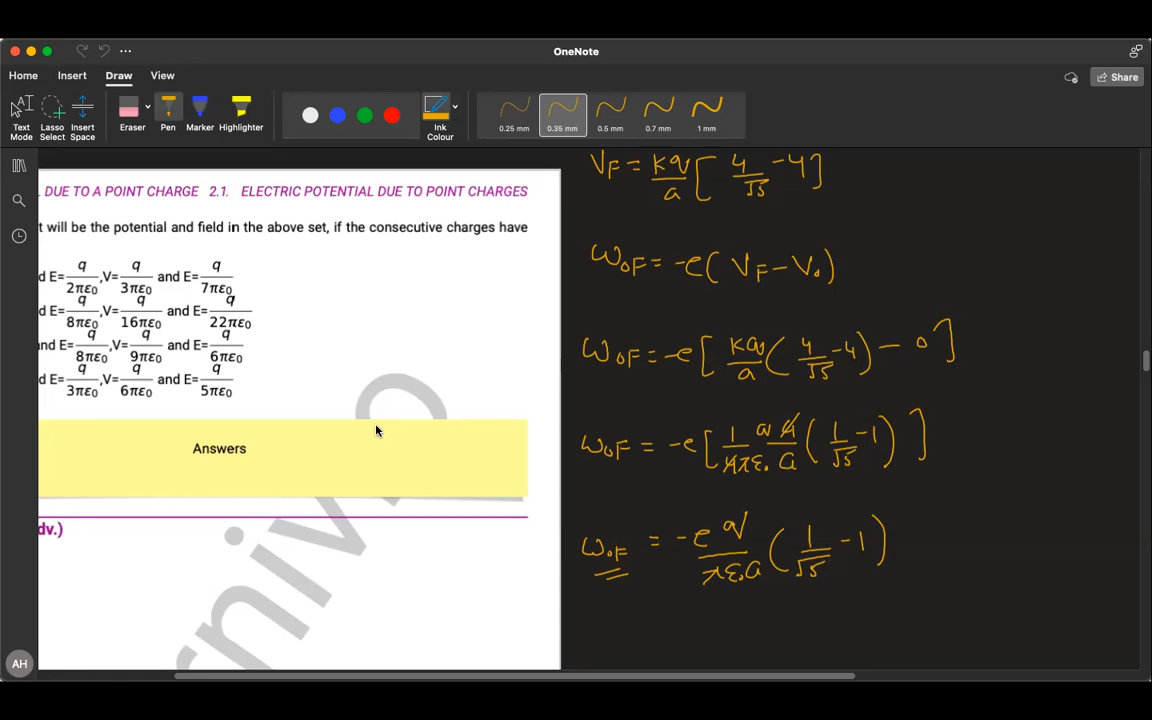 OneNote
Home Insert Draw View
Share
Text Mode
Lasso Select
Insert Space
Eraser
Pen
Marker
Highlighter
Ink Colour
0.25 mm
0.35 mm
0.5 mm
0.7 mm
1 mm
DUE TO A POINT CHARGE 2.1. ELECTRIC POTENTIAL DUE TO POINT CHARGES
t will be the potential and field in the above set, if the consecutive charges have
d E= q/2πε0 ,V= q/3πε0 and E= q/7πε0
d E= q/8πε0 ,V= q/16πε0 and E= q/22πε0
and E= q/8πε0 ,V= q/9πε0 and E= q/6πε0
d E= q/3πε0 ,V= q/6πε0 and E= q/5πε0
Answers
dv.)
VF = kq/a [ 4/√5 - 4 ]
WoF = -e( VF - Vo )
WoF = -e [ kq/a ( 4/√5 - 4 ) - 0 ]
WoF = -e [ 1/4πε0 q4/a ( 1/√5 - 1 ) ]
WoF = -eq/πε0a ( 1/√5 - 1 )
AH